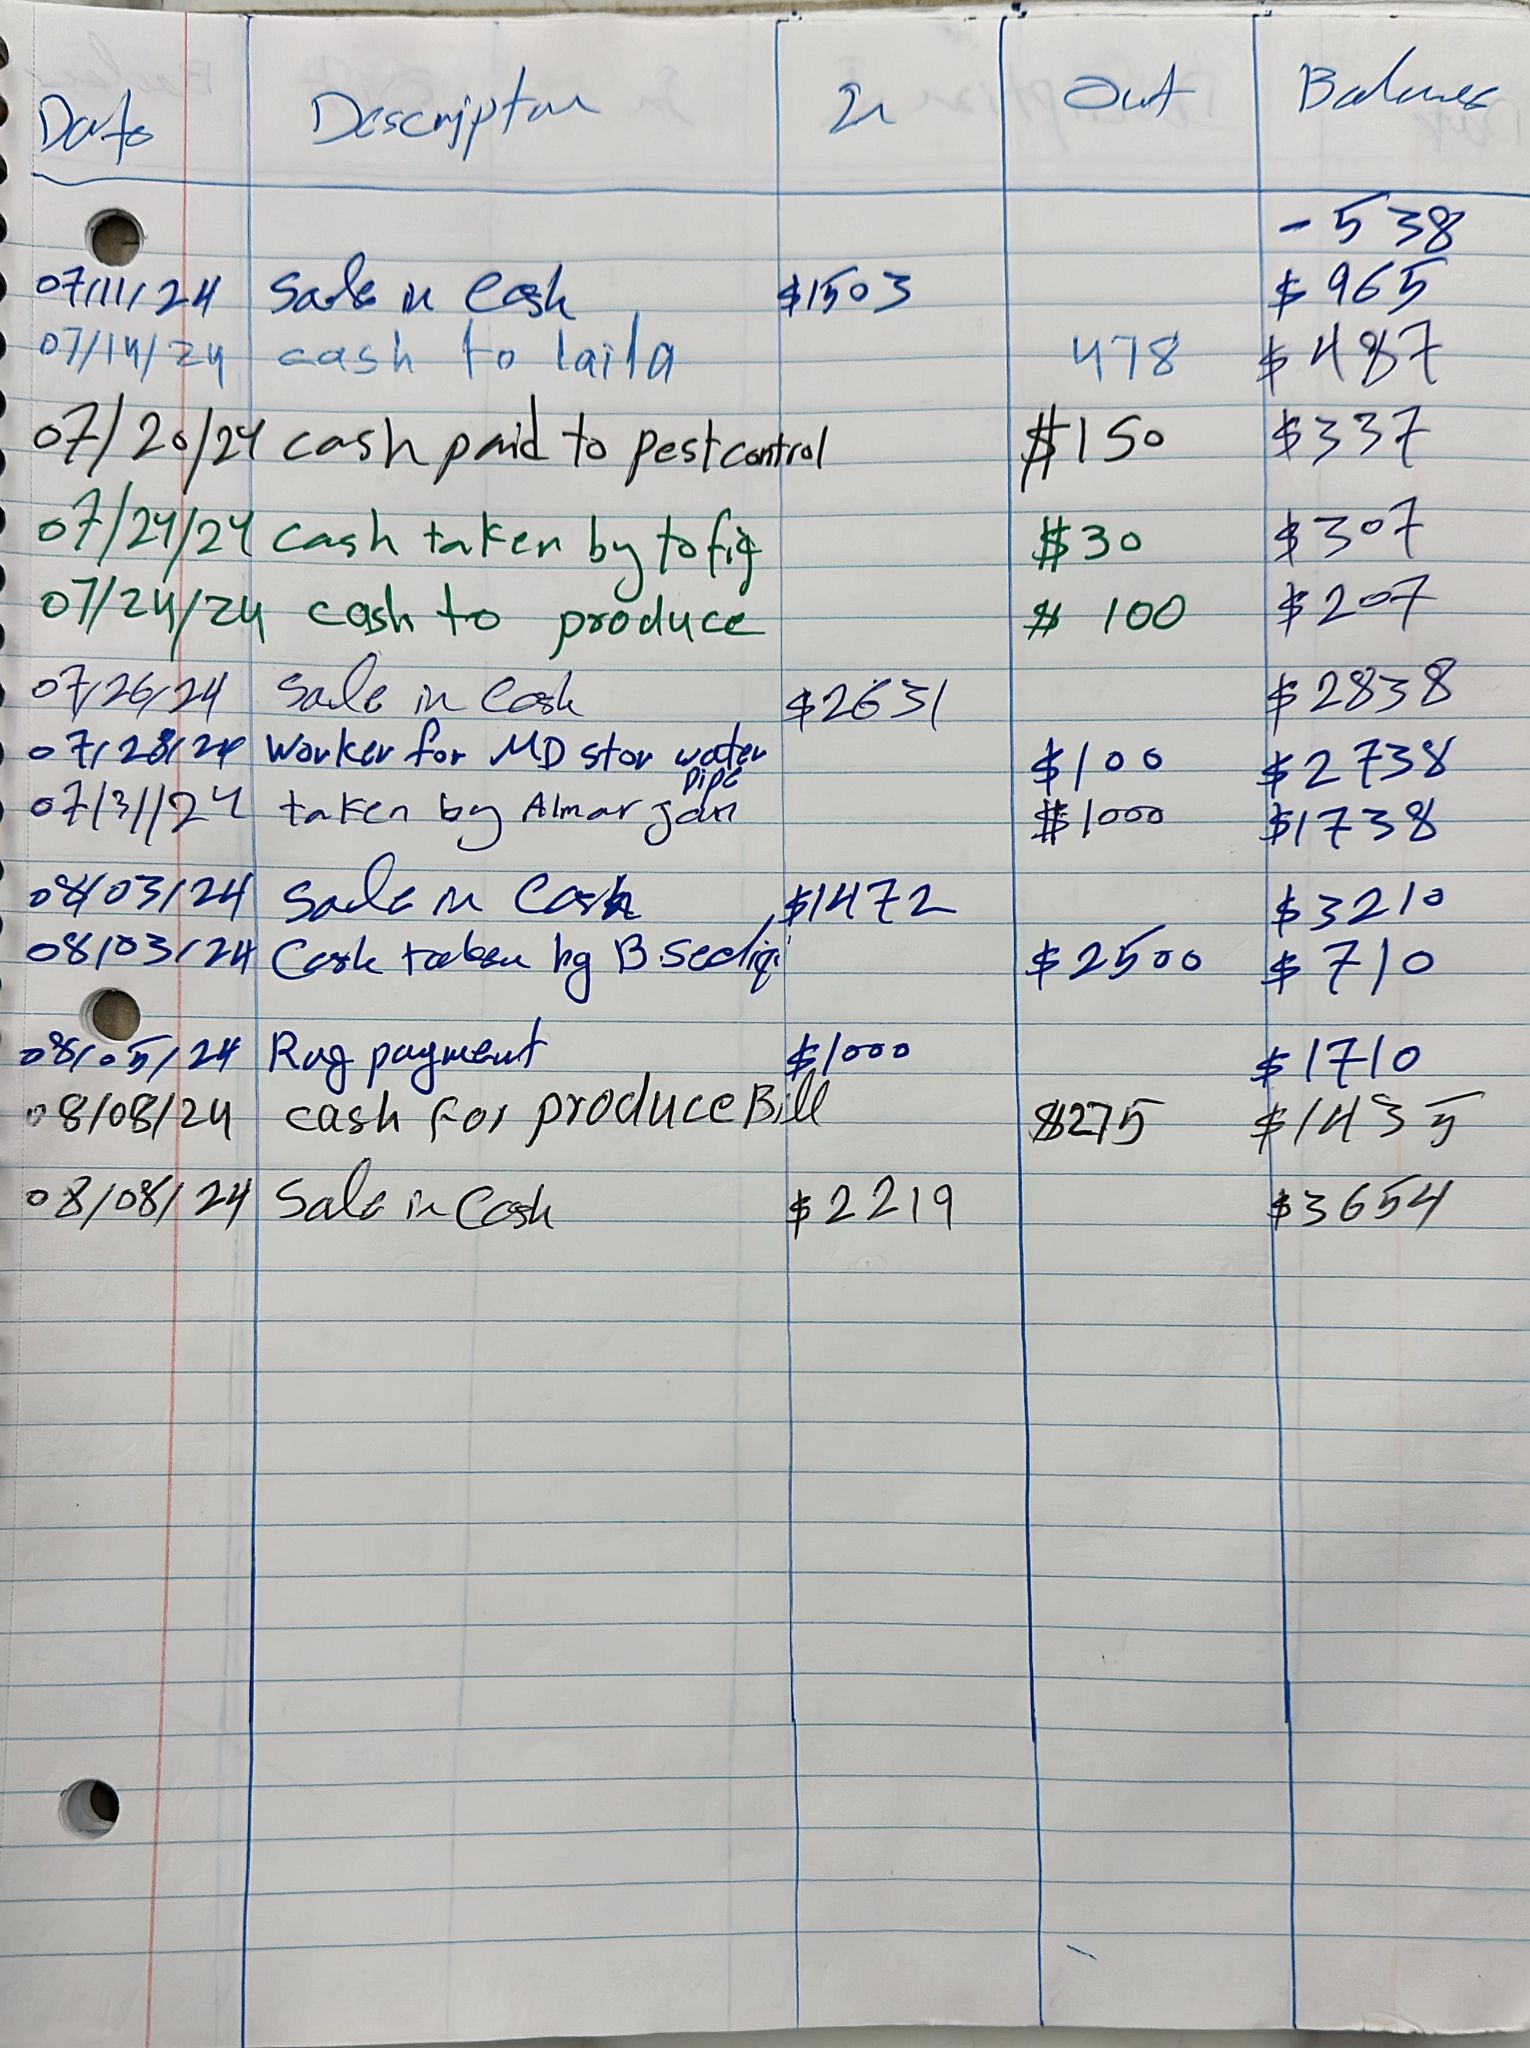 Date Description In Out Balance
-538
07/11/24 Sale in Cash $1503 $965
07/14/24 cash to laila 478 $487
07/20/24 cash paid to pest control $150 $337
07/24/24 cash taken by tofiq $30 $307
07/24/24 cash to produce $100 $207
07/26/24 Sale in Cash $2631 $2838
07/28/24 Worker for MD stor water pipe $100 $2738
07/31/24 taken by Almar jan $1000 $1738
08/03/24 Sale in Cash $1472 $3210
08/03/24 Cash taken by B.Sediqi $2500 $710
08/05/24 Rug payment $1000 $1710
08/08/24 cash for produce Bill $275 $1435
08/08/24 Sale in Cash $2219 $3654